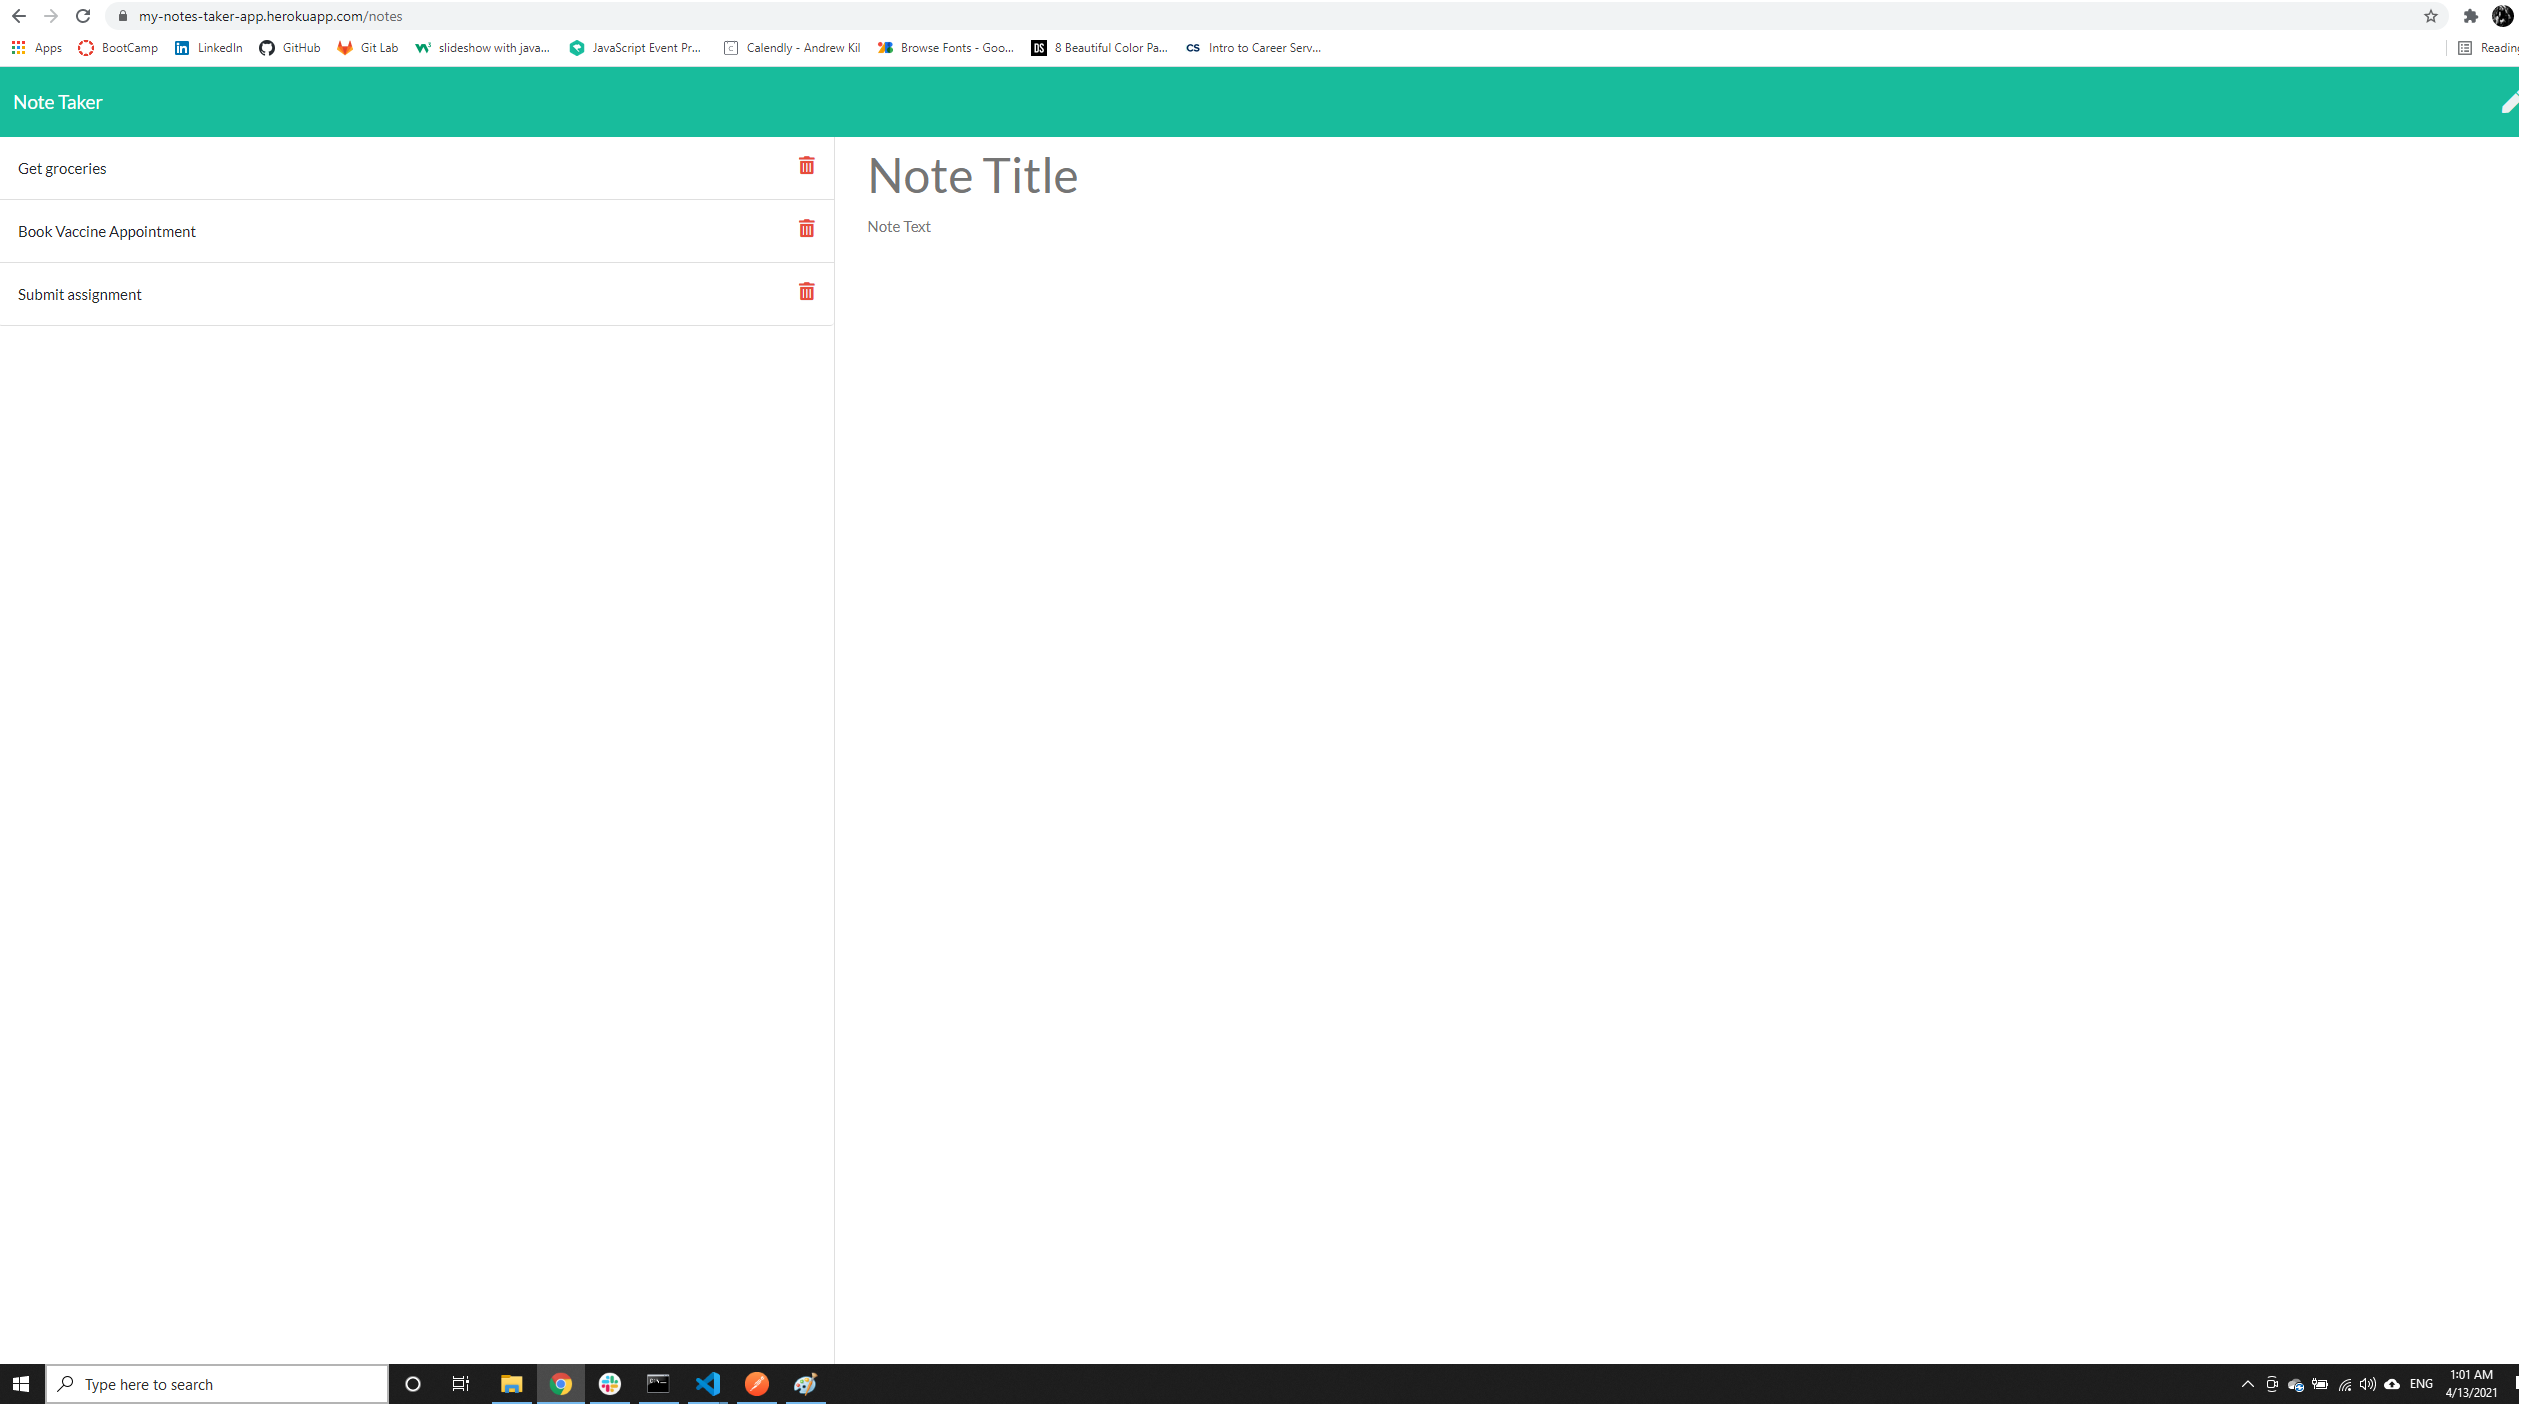 my-notes-taker-app.herokuapp.com/notes
Apps BootCamp LinkedIn GitHub Git Lab slideshow with java... JavaScript Event Pr... Calendly - Andrew Kil Browse Fonts - Goo... DS 8 Beautiful Color Pa... CS Intro to Career Serv... Reading
Note Taker
Get groceries
Book Vaccine Appointment
Submit assignment
Note Title
Note Text
Type here to search
ENG
1:01 AM
4/13/2021